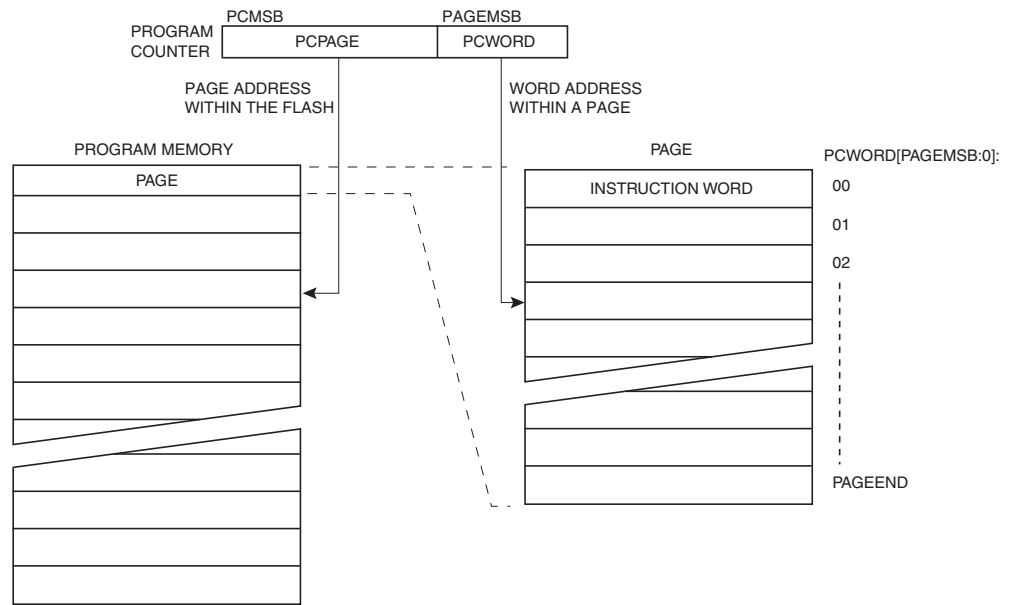 PCMSB
PAGEMSB
PROGRAM
COUNTER
PCPAGE
PCWORD
PAGE ADDRESS
WITHIN THE FLASH
WORD ADDRESS
WITHIN A PAGE
PROGRAM MEMORY
PAGE
PAGE
PCWORD[PAGEMSB:0]:
INSTRUCTION WORD
00
01
02
PAGEEND